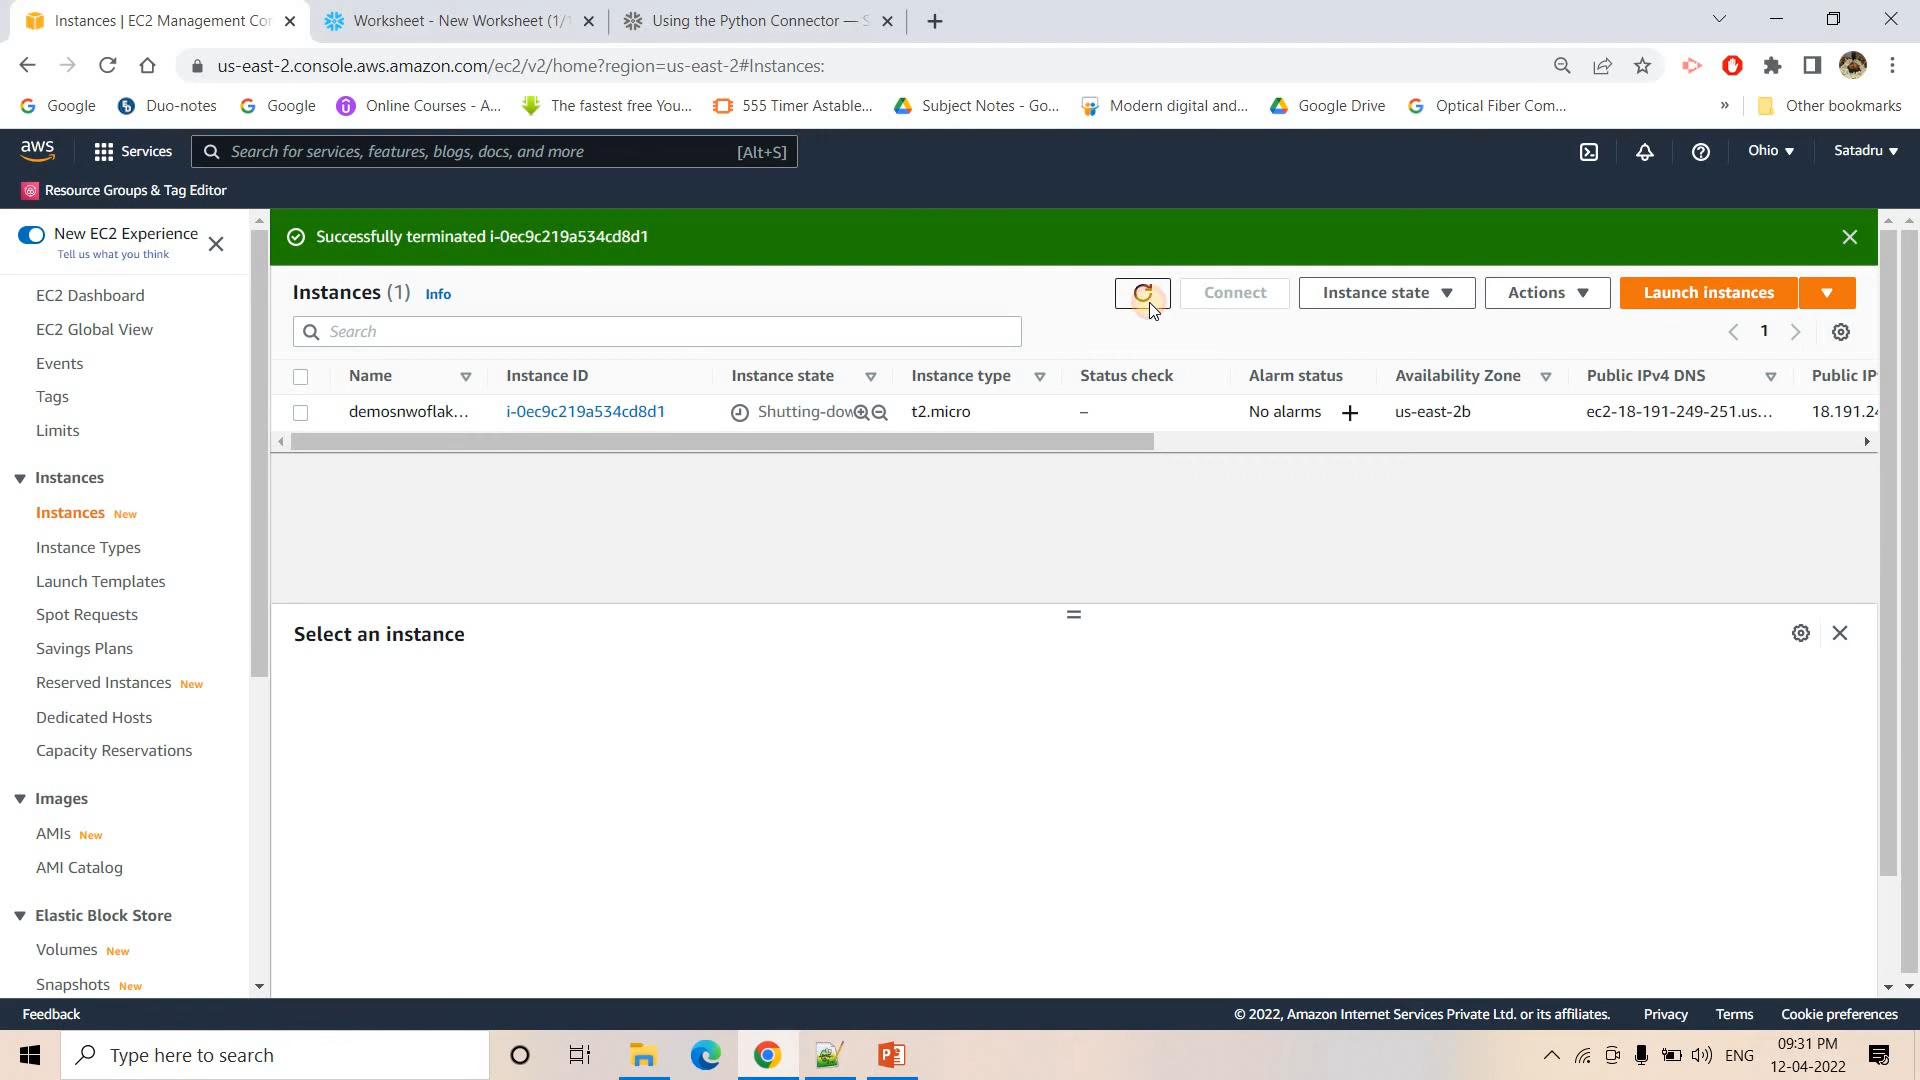 Instances | EC2 Management Con
Worksheet - New Worksheet (1/1
Using the Python Connector — S
us-east-2.console.aws.amazon.com/ec2/v2/home?region=us-east-2#Instances:
Google
Duo-notes
Google
Online Courses - A...
The fastest free You...
555 Timer Astable...
Subject Notes - Go...
Modern digital and...
Google Drive
Optical Fiber Com...
»
Other bookmarks
aws
Services
Search for services, features, blogs, docs, and more
[Alt+S]
Ohio
Satadru
Resource Groups & Tag Editor
New EC2 Experience
Tell us what you think
EC2 Dashboard
EC2 Global View
Events
Tags
Limits
Instances
Instances New
Instance Types
Launch Templates
Spot Requests
Savings Plans
Reserved Instances New
Dedicated Hosts
Capacity Reservations
Images
AMIs New
AMI Catalog
Elastic Block Store
Volumes New
Snapshots New
Successfully terminated i-0ec9c219a534cd8d1
Instances (1) Info
Connect
Instance state
Actions
Launch instances
Search
1
Name
Instance ID
Instance state
Instance type
Status check
Alarm status
Availability Zone
Public IPv4 DNS
Public IP
demosnwoflak...
i-0ec9c219a534cd8d1
Shutting-dow
t2.micro
–
No alarms
us-east-2b
ec2-18-191-249-251.us...
18.191.24
Select an instance
Feedback
© 2022, Amazon Internet Services Private Ltd. or its affiliates.
Privacy
Terms
Cookie preferences
Type here to search
ENG
09:31 PM
12-04-2022